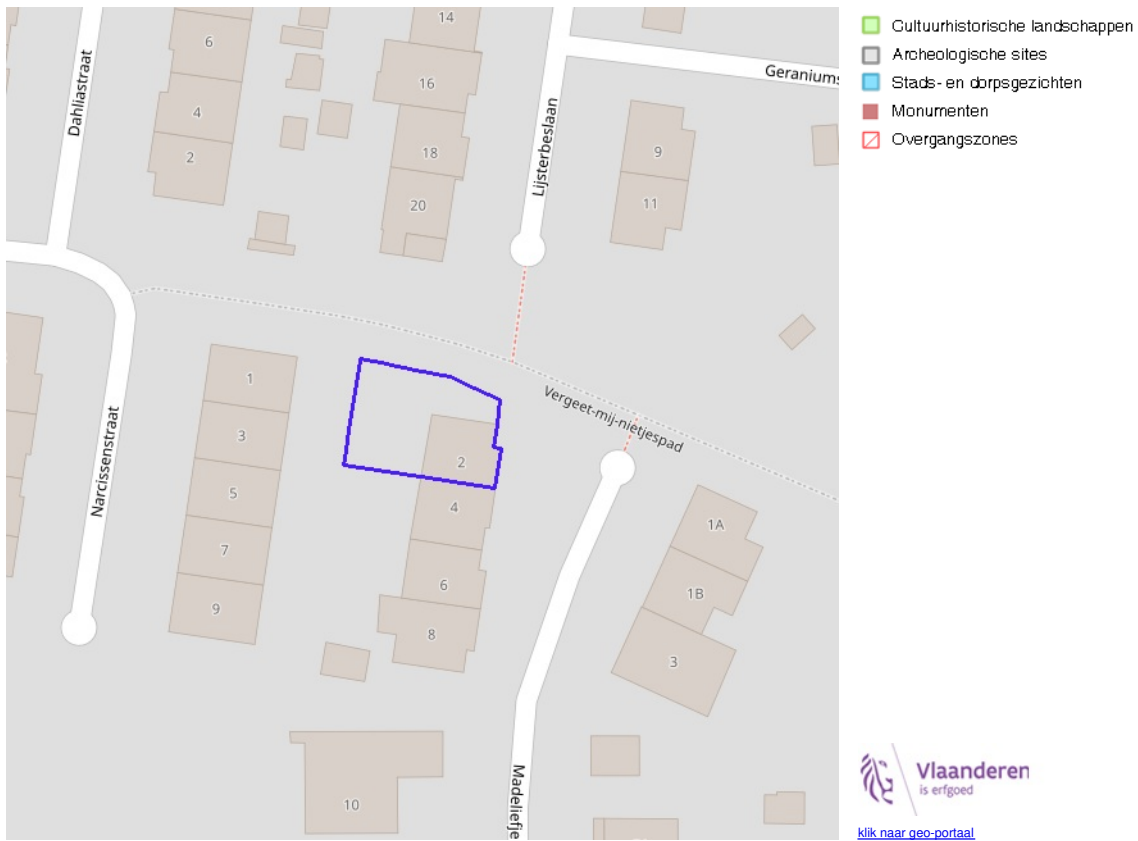 14
6
16
Geraniums
Dahliastraat
Lijsterbeslaan
4
2
18
9
20
11
Vergeet-mij-nietjespad
1
3
5
7
9
Narcissenstraat
2
4
6
8
1A
1B
3
10
Madeliefje
Cultuurhistorische landschappen
Archeologische sites
Stads- en dorpsgezichten
Monumenten
Overgangszones
Vlaanderen
is erfgoed
klik naar geo-portaal